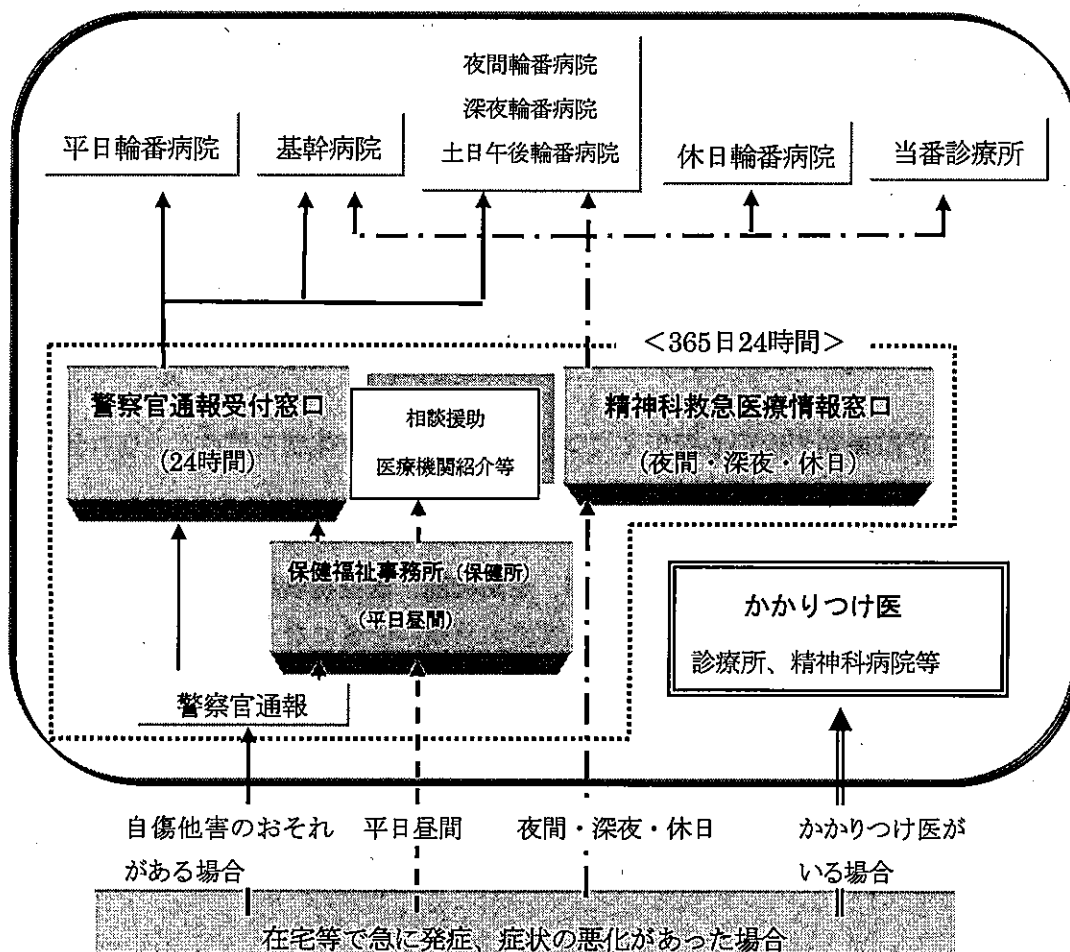 夜間輪番病院
深夜輪番病院
土日午後輪番病院
平日輪番病院
基幹病院
休日輪番病院
当番診療所
＜365日24時間＞
警察官通報受付窓口
(24時間)
相談援助
医療機関紹介等
精神科救急医療情報窓口
(夜間・深夜・休日)
保健福祉事務所 (保健所)
(平日昼間)
かかりつけ医
診療所、精神科病院等
警察官通報
自傷他害のおそれ
がある場合
平日昼間
夜間・深夜・休日
かかりつけ医が
いる場合
在宅等で急に発症、症状の悪化があった場合